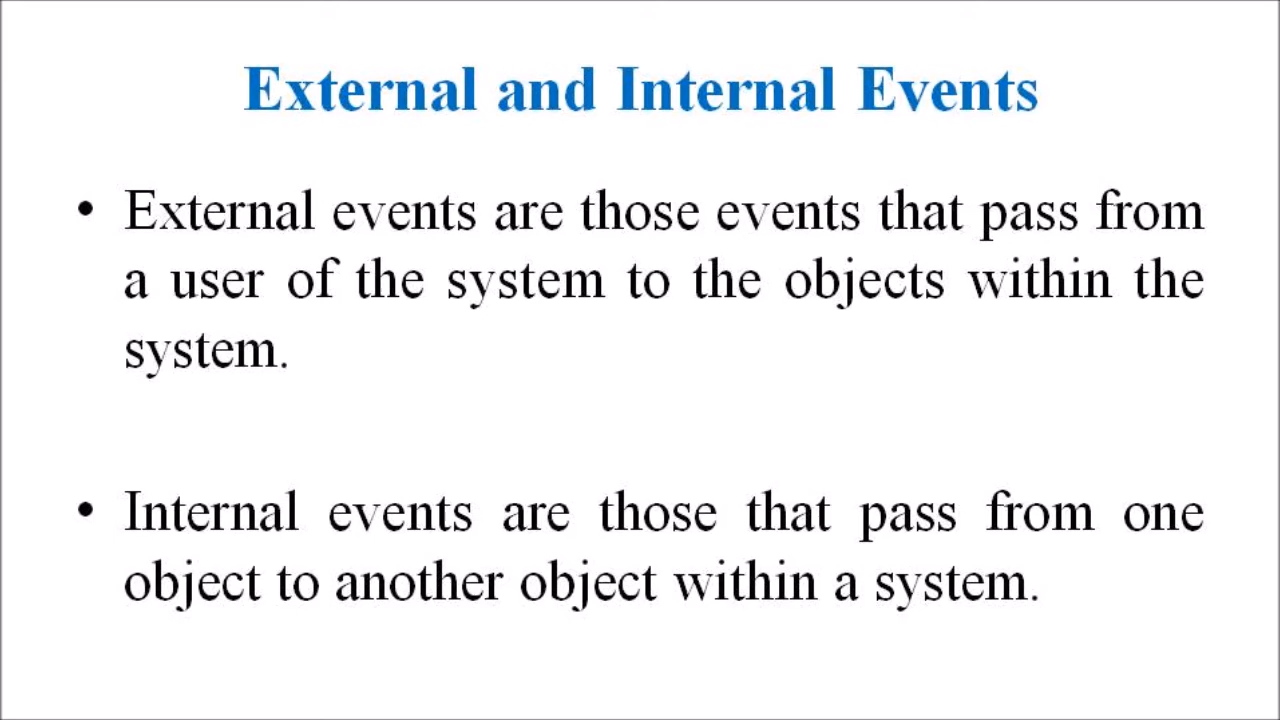 External and Internal Events
• External events are those events that pass from
a user of the system to the objects within the
system.
• Internal events are those that pass from one
object to another object within a system.